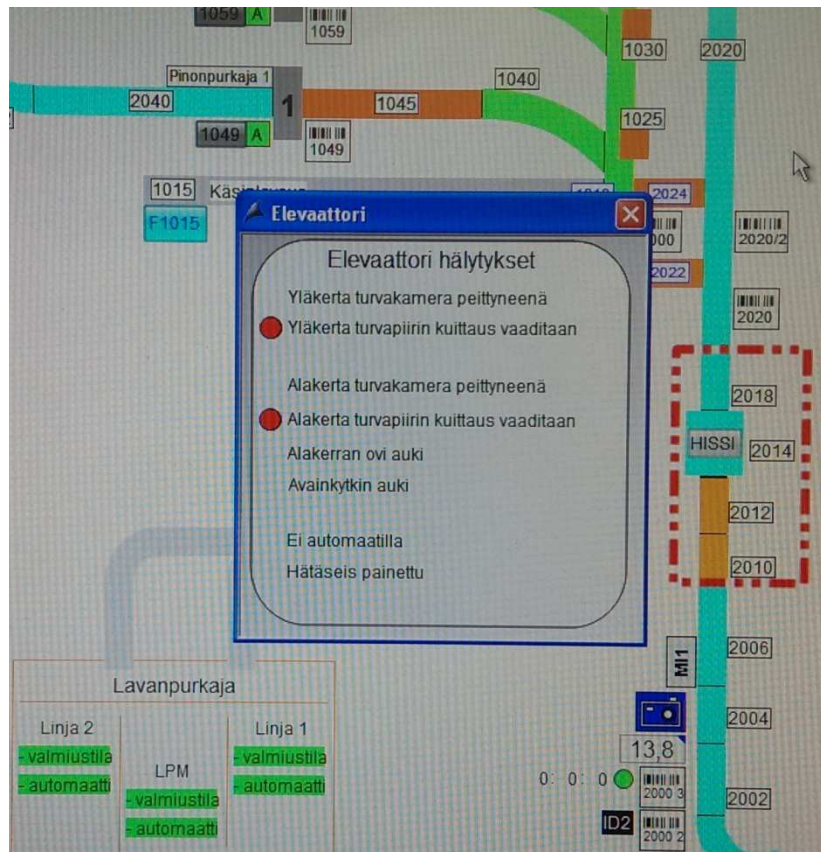 1059 A
1059
1030
2020
Pinonpurkaja 1
1040
2040
1
1045
1025
1049 A
1049
1015
2024
F1015
Elevaattori
2020/2
Elevaattori hälytykset
2022
Yläkerta turvakamera peittyneenä
2020
Yläkerta turvapiirin kuittaus vaaditaan
Alakerta turvakamera peittyneenä
2018
Alakerta turvapiirin kuittaus vaaditaan
HISSI
2014
Alakerran ovi auki
Avainkytkin auki
2012
Ei automaatilla
2010
Hätäseis painettu
2006
MI1
Lavanpurkaja
2004
Linja 2
Linja 1
13,8
- valmiustila
- valmiustila
LPM
0: 0: 0
- automaatti
- automaatti
2000 3
2002
- valmiustila
ID2
2000 2
- automaatti